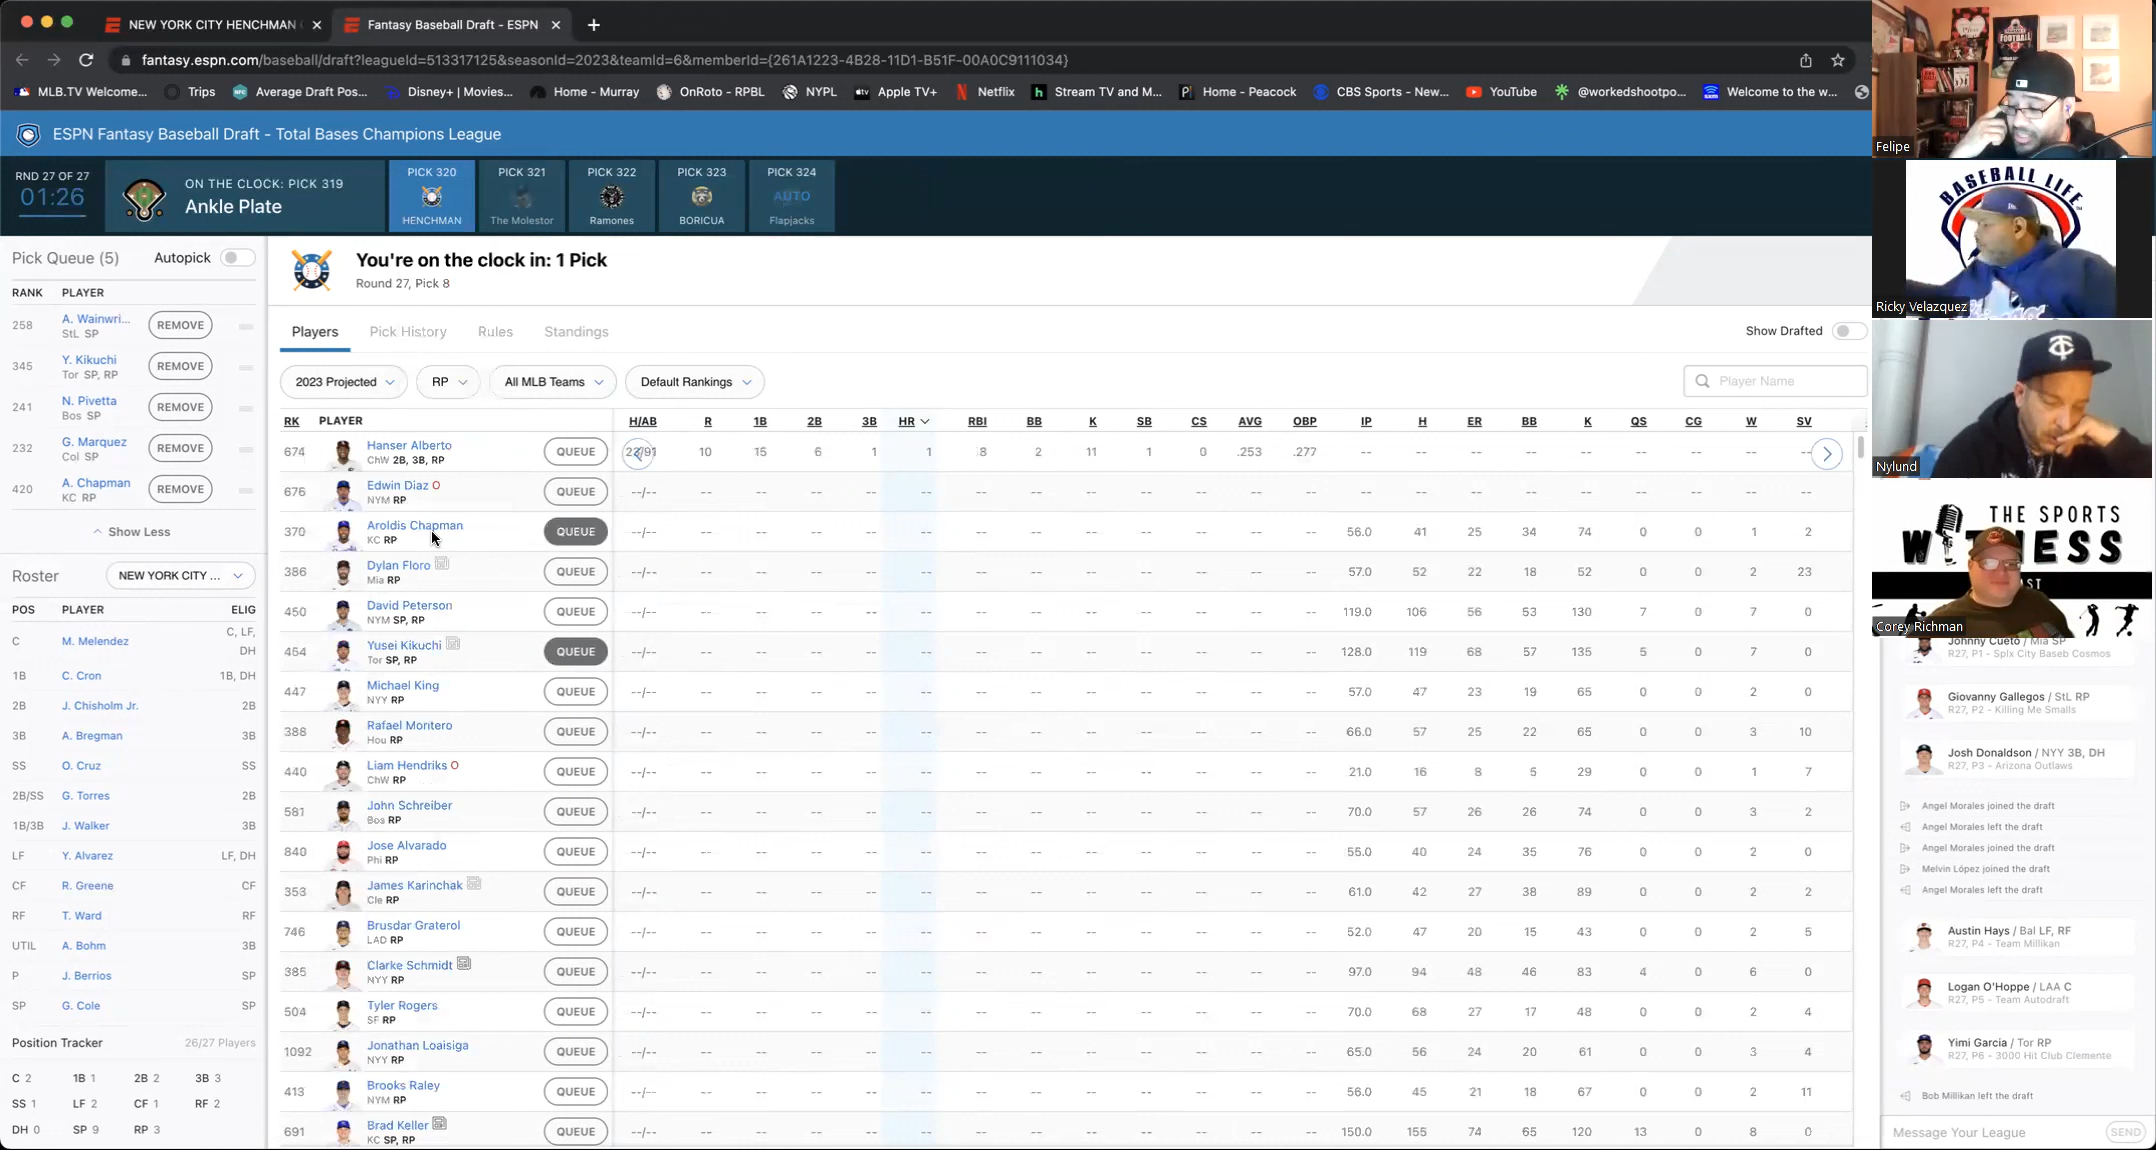 NEW YORK CITY HENCHMAN
Fantasy Baseball Draft - ESPN
fantasy.espn.com/baseball/draft?leagueId=513317125&seasonId=2023&teamId=6&memberId={261A1223-4B28-11D1-B51F-00A0C9111034}
MLB.TV Welcome... Trips Average Draft Pos... Disney+ | Movies... Home - Murray OnRoto - RPBL NYPL Apple TV+ Netflix Stream TV and M... Home - Peacock CBS Sports - New... YouTube @workedshootpo... Welcome to the w...
ESPN Fantasy Baseball Draft - Total Bases Champions League
RND 27 OF 27
01:26
ON THE CLOCK: PICK 319
Ankle Plate
PICK 320
HENCHMAN
PICK 321
The Molestor
PICK 322
Ramones
PICK 323
BORICUA
PICK 324
AUTO
Flapjacks
Pick Queue (5) Autopick
RANK PLAYER
258 A. Wainwri... REMOVE
StL SP
345 Y. Kikuchi REMOVE
Tor SP, RP
241 N. Pivetta REMOVE
Bos SP
232 G. Marquez REMOVE
Col SP
420 A. Chapman REMOVE
KC RP
Show Less
Roster NEW YORK CITY ...
POS PLAYER ELIG
C M. Melendez C, LF, DH
1B C. Cron 1B, DH
2B J. Chisholm Jr. 2B
3B A. Bregman 3B
SS O. Cruz SS
2B/SS G. Torres 2B
1B/3B J. Walker 3B
LF Y. Alvarez LF, DH
CF R. Greene CF
RF T. Ward RF
UTIL A. Bohm 3B
P J. Berrios SP
SP G. Cole SP
Position Tracker 26/27 Players
C 2 1B 1 2B 2 3B 3
SS 1 LF 2 CF 1 RF 2
DH 0 SP 9 RP 3
You're on the clock in: 1 Pick
Round 27, Pick 8
Players Pick History Rules Standings Show Drafted
2023 Projected RP All MLB Teams Default Rankings Player Name
RK PLAYER H/AB R 1B 2B 3B HR RBI BB K SB CS AVG OBP IP H ER BB K QS CG W SV
674 Hanser Alberto QUEUE 10 15 6 1 1 8 2 11 1 0 .253 .277 -- -- -- -- -- -- -- -- --
ChW 2B, 3B, RP
676 Edwin Diaz O QUEUE --/-- -- -- -- -- -- -- -- -- -- -- -- -- -- -- -- -- -- -- -- -- --
NYM RP
370 Aroldis Chapman QUEUE --/-- -- -- -- -- -- -- -- -- -- -- -- -- 56.0 41 25 34 74 0 0 1 2
KC RP
386 Dylan Floro QUEUE --/-- -- -- -- -- -- -- -- -- -- -- -- -- 57.0 52 22 18 52 0 0 2 23
Mia RP
450 David Peterson QUEUE --/-- -- -- -- -- -- -- -- -- -- -- -- -- 119.0 106 56 53 130 7 0 7 0
NYM SP, RP
454 Yusei Kikuchi QUEUE --/-- -- -- -- -- -- -- -- -- -- -- -- -- 128.0 119 68 57 135 5 0 7 0
Tor SP, RP
447 Michael King QUEUE --/-- -- -- -- -- -- -- -- -- -- -- -- -- 57.0 47 23 19 65 0 0 2 0
NYY RP
388 Rafael Montero QUEUE --/-- -- -- -- -- -- -- -- -- -- -- -- -- 66.0 57 25 22 65 0 0 3 10
Hou RP
440 Liam Hendriks O QUEUE --/-- -- -- -- -- -- -- -- -- -- -- -- -- 21.0 16 8 5 29 0 0 1 7
ChW RP
581 John Schreiber QUEUE --/-- -- -- -- -- -- -- -- -- -- -- -- -- 70.0 57 26 26 74 0 0 3 2
Bos RP
840 Jose Alvarado QUEUE --/-- -- -- -- -- -- -- -- -- -- -- -- -- 55.0 40 24 35 76 0 0 2 0
Phi RP
353 James Karinchak QUEUE --/-- -- -- -- -- -- -- -- -- -- -- -- -- 61.0 42 27 38 89 0 0 2 2
Cle RP
746 Brusdar Graterol QUEUE --/-- -- -- -- -- -- -- -- -- -- -- -- -- 52.0 47 20 15 43 0 0 2 5
LAD RP
385 Clarke Schmidt QUEUE --/-- -- -- -- -- -- -- -- -- -- -- -- -- 97.0 94 48 46 83 4 0 6 0
NYY RP
504 Tyler Rogers QUEUE --/-- -- -- -- -- -- -- -- -- -- -- -- -- 70.0 68 27 17 48 0 0 2 4
SF RP
1092 Jonathan Loaisiga QUEUE --/-- -- -- -- -- -- -- -- -- -- -- -- -- 65.0 56 24 20 61 0 0 3 4
NYY RP
413 Brooks Raley QUEUE --/-- -- -- -- -- -- -- -- -- -- -- -- -- 56.0 45 21 18 67 0 0 2 11
NYM RP
691 Brad Keller QUEUE --/-- -- -- -- -- -- -- -- -- -- -- -- -- 150.0 155 74 65 120 13 0 8 0
KC SP, RP
Felipe
BASEBALL LIFE
Ricky Velazquez
TC
Nylund
THE SPORTS
W TNESS
AST
Corey Richman
Johnny Cueto / Mia SP
R27, P1 - Splx City Baseb Cosmos
Giovanny Gallegos / StL RP
R27, P2 - Killing Me Smalls
Josh Donaldson / NYY 3B, DH
R27, P3 - Arizona Outlaws
Angel Morales joined the draft
Angel Morales left the draft
Angel Morales joined the draft
Melvin López joined the draft
Angel Morales left the draft
Austin Hays / Bal LF, RF
R27, P4 - Team Millikan
Logan O'Hoppe / LAA C
R27, P5 - Team Autodraft
Yimi Garcia / Tor RP
R27, P6 - 3000 Hit Club Clemente
Bob Millikan left the draft
Message Your League SEND